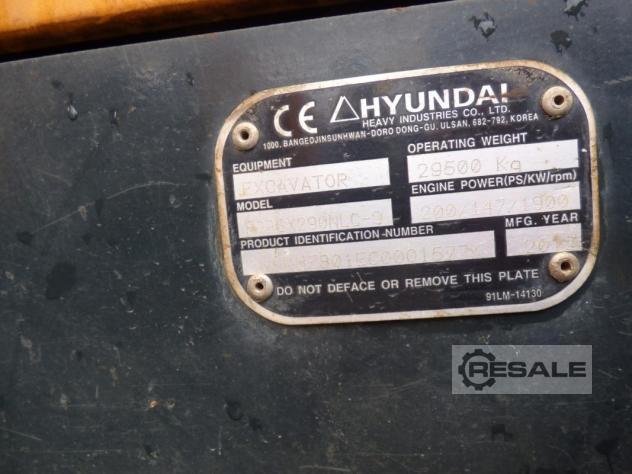 CE HYUNDAI
HEAVY INDUSTRIES CO., LTD.
1000, BANGEOJINSUNHWAN-DORO DONG-GU, ULSAN, 682-792, KOREA
EQUIPMENT
EXCAVATOR
OPERATING WEIGHT
29500 Kg
MODEL
ENGINE POWER(PS/KW/rpm)
200/147/1900
PRODUCT IDENTIFICATION-NUMBER
MFG. YEAR
DO NOT DEFACE OR REMOVE THIS PLATE
91LM-14130
RESALE